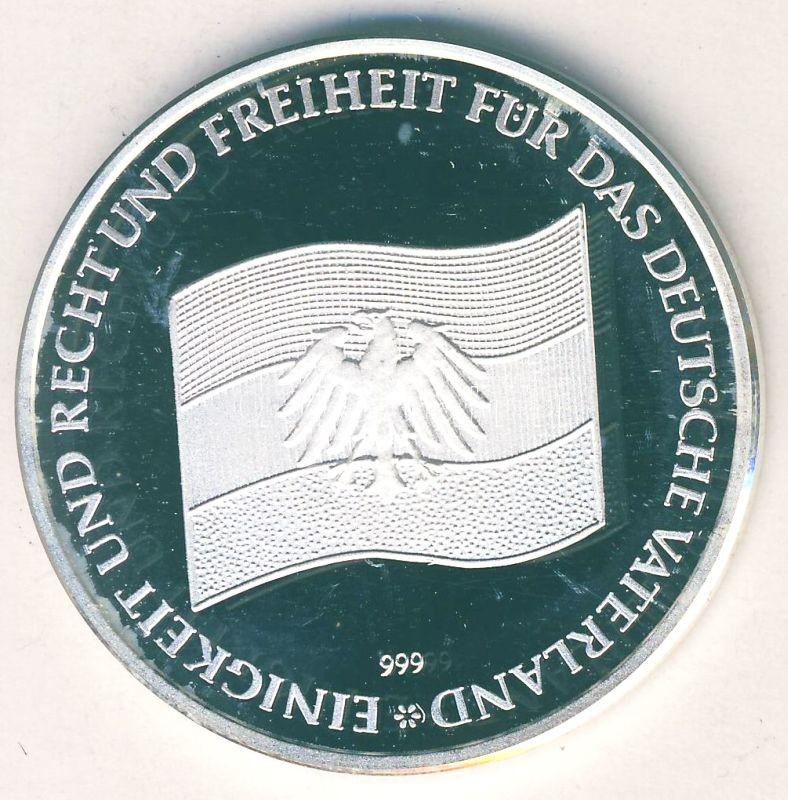 EINIGKEIT UND RECHT UND FREIHEIT FÜR DAS DEUTSCHE VATERLAND
999